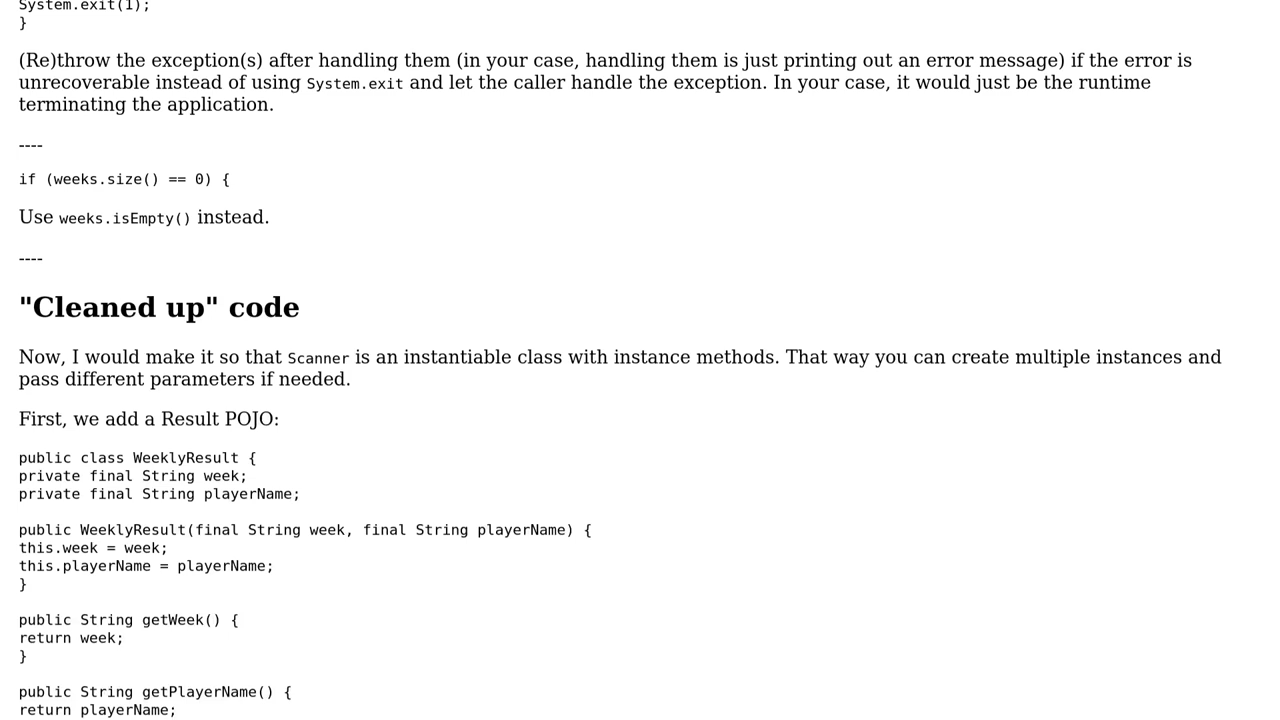 System.exit(1);
}
(Re)throw the exception(s) after handling them (in your case, handling them is just printing out an error message) if the error is
unrecoverable instead of using System.exit and let the caller handle the exception. In your case, it would just be the runtime
terminating the application.
----
if (weeks.size() == 0) {
Use weeks.isEmpty() instead.
----
"Cleaned up" code
Now, I would make it so that Scanner is an instantiable class with instance methods. That way you can create multiple instances and
pass different parameters if needed.
First, we add a Result POJO:
public class WeeklyResult {
private final String week;
private final String playerName;
public WeeklyResult(final String week, final String playerName) {
this.week = week;
this.playerName = playerName;
}
public String getWeek() {
return week;
}
public String getPlayerName() {
return playerName;